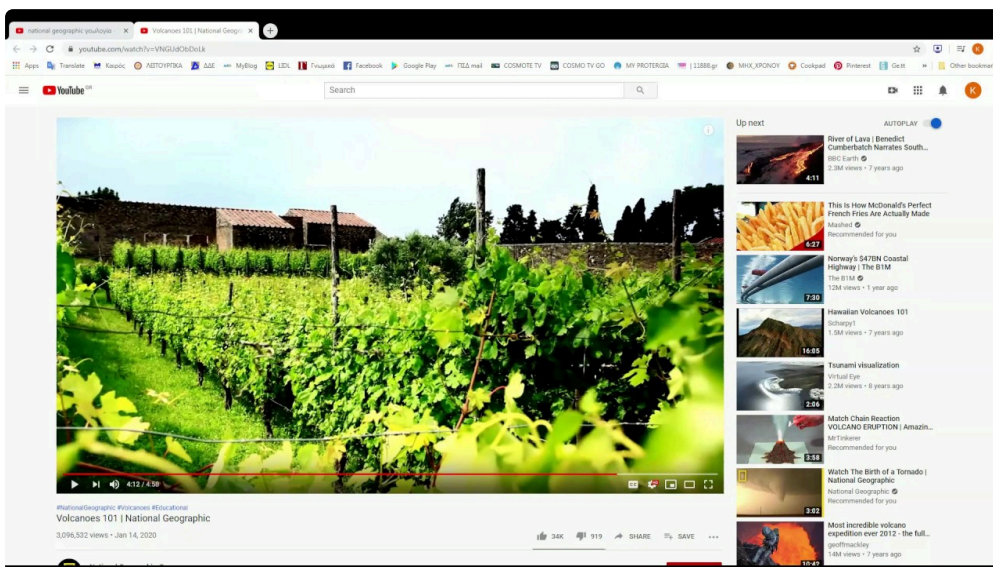 national geographic γεωλογία -
Volcanoes 101 | National Geogra
youtube.com/watch?v=VNGUdObDoLk
Apps Translate Καιρός ΛΕΙΤΟΥΡΓΙΚΑ ΔΔΕ MyBlog LIDL Γνωμικό Facebook Google Play ΠΣΔ mail COSMOTE TV COSMO TV GO MY PROTERGIA | 11888.gr ΜΗΧ_ΧΡΟΝΟΥ Cookpad Pinterest Ge.tt » Other bookmar
YouTube GR
Search
K
Up next AUTOPLAY
River of Lava | Benedict
Cumberbatch Narrates South...
BBC Earth
2.3M views • 7 years ago
4:11
This Is How McDonald's Perfect
French Fries Are Actually Made
Mashed
Recommended for you
6:27
Norway's $47BN Coastal
Highway | The B1M
The B1M
12M views • 1 year ago
7:30
Hawaiian Volcanoes 101
Scharpy1
1.5M views • 7 years ago
16:05
Tsunami visualization
Virtual Eye
2.2M views • 8 years ago
2:06
Match Chain Reaction
VOLCANO ERUPTION | Amazin...
MrTinkerer
Recommended for you
3:58
Watch The Birth of a Tornado |
National Geographic
National Geographic
Recommended for you
3:02
Most incredible volcano
expedition ever 2012 - the full...
geoffmackley
14M views • 7 years ago
10:42
4:12 / 4:58
#NationalGeographic #Volcanoes #Educational
Volcanoes 101 | National Geographic
3,096,532 views • Jan 14, 2020
34K 919 SHARE SAVE